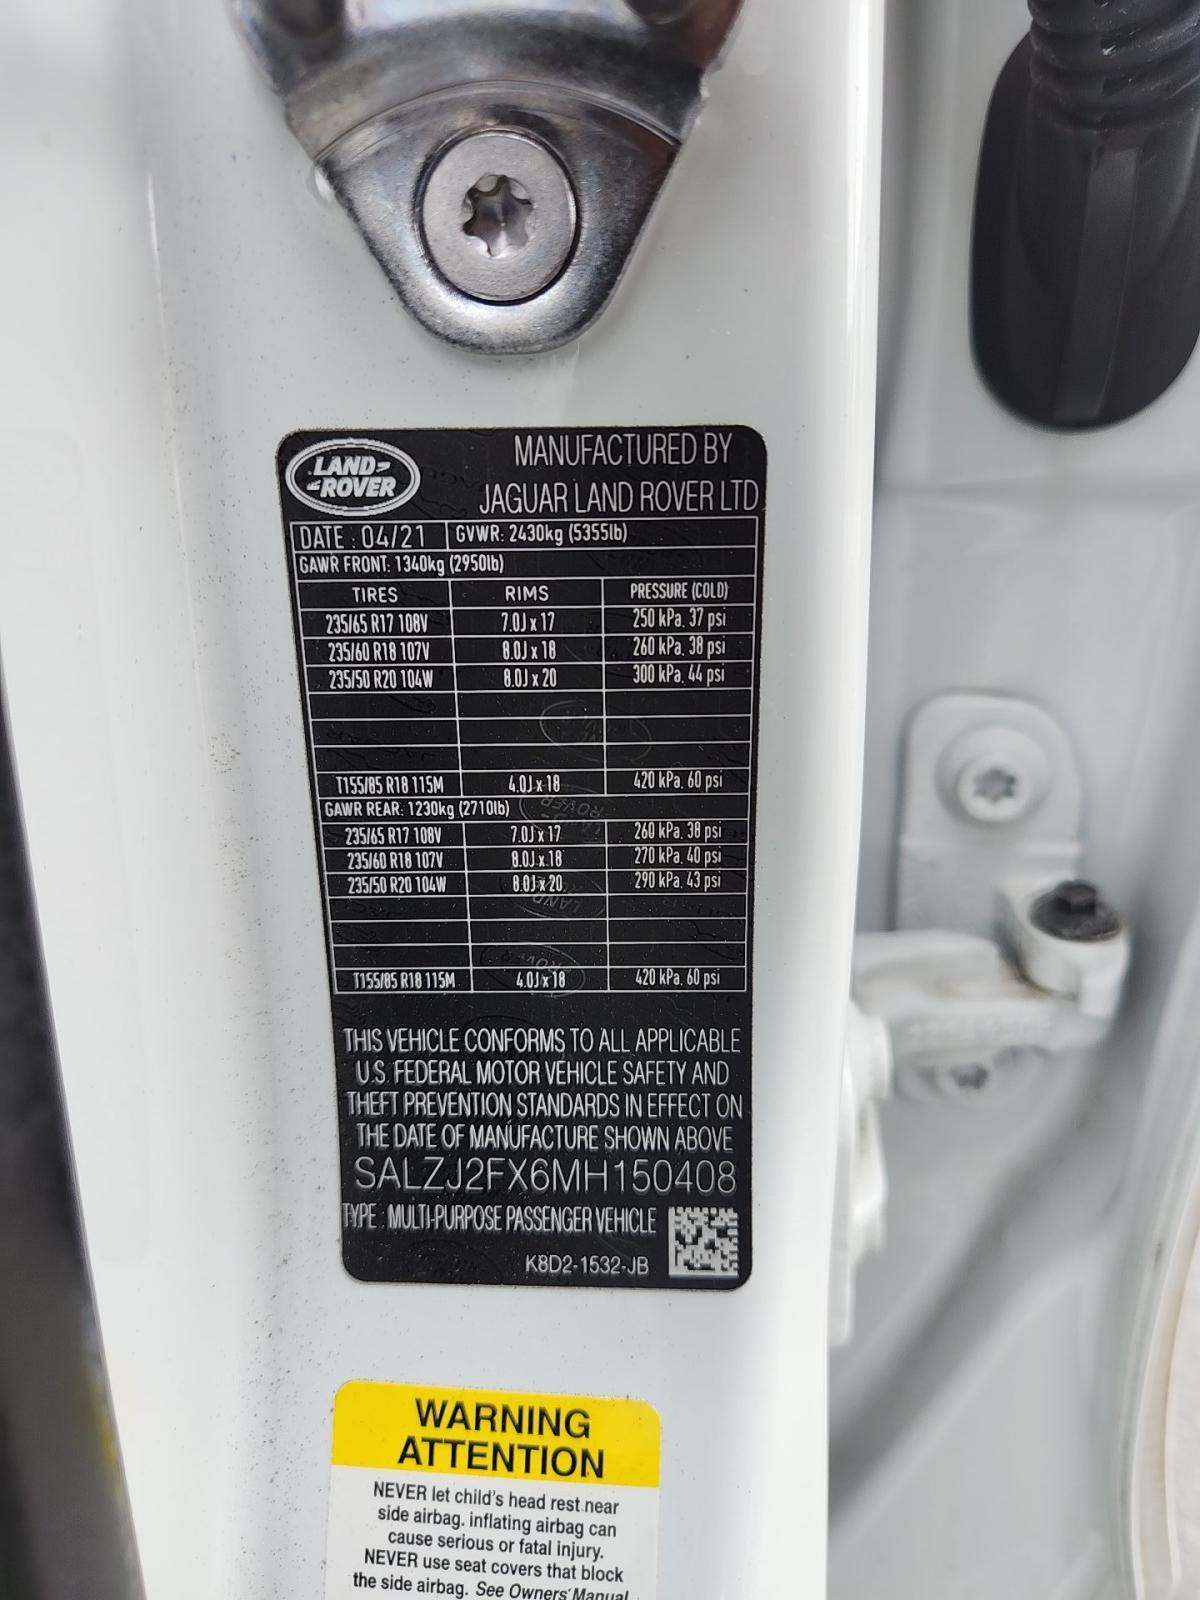 LAND-
-ROVER
MANUFACTURED BY
JAGUAR LAND ROVER LTD
DATE : 04/21 GVWR: 2430kg (5355lb)
GAWR FRONT: 1340kg (2950lb)
TIRES RIMS PRESSURE (COLD)
235/65 R17 108V 7.0J x 17 250 kPa. 37 psi
235/60 R18 107V 8.0J x 18 260 kPa. 38 psi
235/50 R20 104W 8.0J x 20 300 kPa. 44 psi
T155/85 R18 115M 4.0J x 18 420 kPa. 60 psi
GAWR REAR: 1230kg (2710lb)
235/65 R17 108V 7.0J x 17 260 kPa. 38 psi
235/60 R18 107V 8.0J x 18 270 kPa. 40 psi
235/50 R20 104W 8.0J x 20 290 kPa. 43 psi
T155/85 R18 115M 4.0J x 18 420 kPa. 60 psi
THIS VEHICLE CONFORMS TO ALL APPLICABLE
U.S. FEDERAL MOTOR VEHICLE SAFETY AND
THEFT PREVENTION STANDARDS IN EFFECT ON
THE DATE OF MANUFACTURE SHOWN ABOVE
SALZJ2FX6MH150408
TYPE : MULTI-PURPOSE PASSENGER VEHICLE
K8D2-1532-JB
WARNING
ATTENTION
NEVER let child's head rest near
side airbag. inflating airbag can
cause serious or fatal injury.
NEVER use seat covers that block
the side airbag. See Owners' Manual